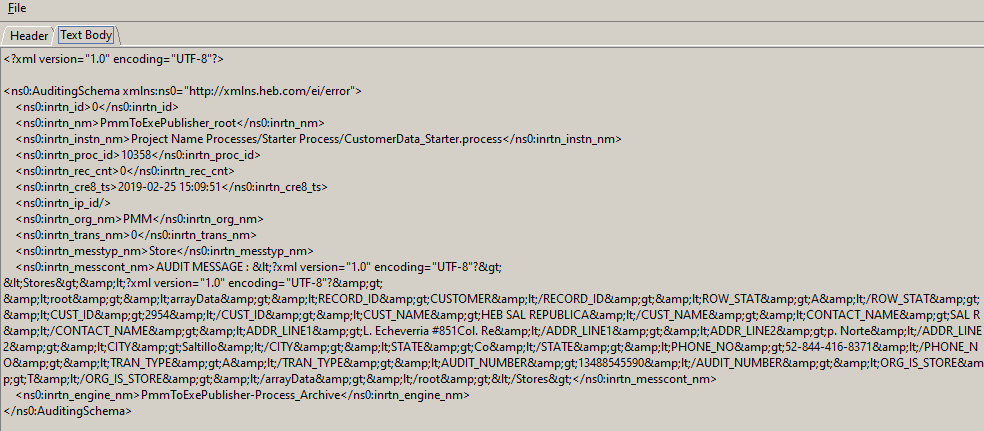 File
Header
Text Body
<?xml version="1.0" encoding="UTF-8"?>
<ns0:AuditingSchema xmlns:ns0="http://xmlns.heb.com/ei/error">
<ns0:inrtn_id>0</ns0:inrtn_id>
<ns0:inrtn_nm>PmmToExePublisher_root</ns0:inrtn_nm>
<ns0:inrtn_instn_nm>Project Name Processes/Starter Process/CustomerData_Starter.process</ns0:inrtn_instn_nm>
<ns0:inrtn_proc_id>10358</ns0:inrtn_proc_id>
<ns0:inrtn_rec_cnt>0</ns0:inrtn_rec_cnt>
<ns0:inrtn_cre8_ts>2019-02-25 15:09:51</ns0:inrtn_cre8_ts>
<ns0:inrtn_ip_id/>
<ns0:inrtn_org_nm>PMM</ns0:inrtn_org_nm>
<ns0:inrtn_trans_nm>0</ns0:inrtn_trans_nm>
<ns0:inrtn_messtyp_nm>Store</ns0:inrtn_messtyp_nm>
<ns0:inrtn_messcont_nm>AUDIT MESSAGE : &lt;?xml version="1.0" encoding="UTF-8"?&gt;
&lt;Stores&gt;&amp;lt;?xml version="1.0" encoding="UTF-8"?&amp;gt;
&amp;lt;root&amp;gt;&amp;lt;arrayData&amp;gt;&amp;lt;RECORD_ID&amp;gt;CUSTOMER&amp;lt;/RECORD_ID&amp;gt;&amp;lt;ROW_STAT&amp;gt;A&amp;lt;/ROW_STAT&amp;gt;
&amp;lt;CUST_ID&amp;gt;2954&amp;lt;/CUST_ID&amp;gt;&amp;lt;CUST_NAME&amp;gt;HEB SAL REPUBLICA&amp;lt;/CUST_NAME&amp;gt;&amp;lt;CONTACT_NAME&amp;gt;SAL R
&amp;lt;/CONTACT_NAME&amp;gt;&amp;lt;ADDR_LINE1&amp;gt;L. Echeverria #851Col. Re&amp;lt;/ADDR_LINE1&amp;gt;&amp;lt;ADDR_LINE2&amp;gt;p. Norte&amp;lt;/ADDR_LINE
2&amp;gt;&amp;lt;CITY&amp;gt;Saltillo&amp;lt;/CITY&amp;gt;&amp;lt;STATE&amp;gt;Co&amp;lt;/STATE&amp;gt;&amp;lt;PHONE_NO&amp;gt;52-844-416-8371&amp;lt;/PHONE_N
O&amp;gt;&amp;lt;TRAN_TYPE&amp;gt;A&amp;lt;/TRAN_TYPE&amp;gt;&amp;lt;AUDIT_NUMBER&amp;gt;13488545590&amp;lt;/AUDIT_NUMBER&amp;gt;&amp;lt;ORG_IS_STORE&am
p;gt;T&amp;lt;/ORG_IS_STORE&amp;gt;&amp;lt;/arrayData&amp;gt;&amp;lt;/root&amp;gt;&lt;/Stores&gt;</ns0:inrtn_messcont_nm>
<ns0:inrtn_engine_nm>PmmToExePublisher-Process_Archive</ns0:inrtn_engine_nm>
</ns0:AuditingSchema>